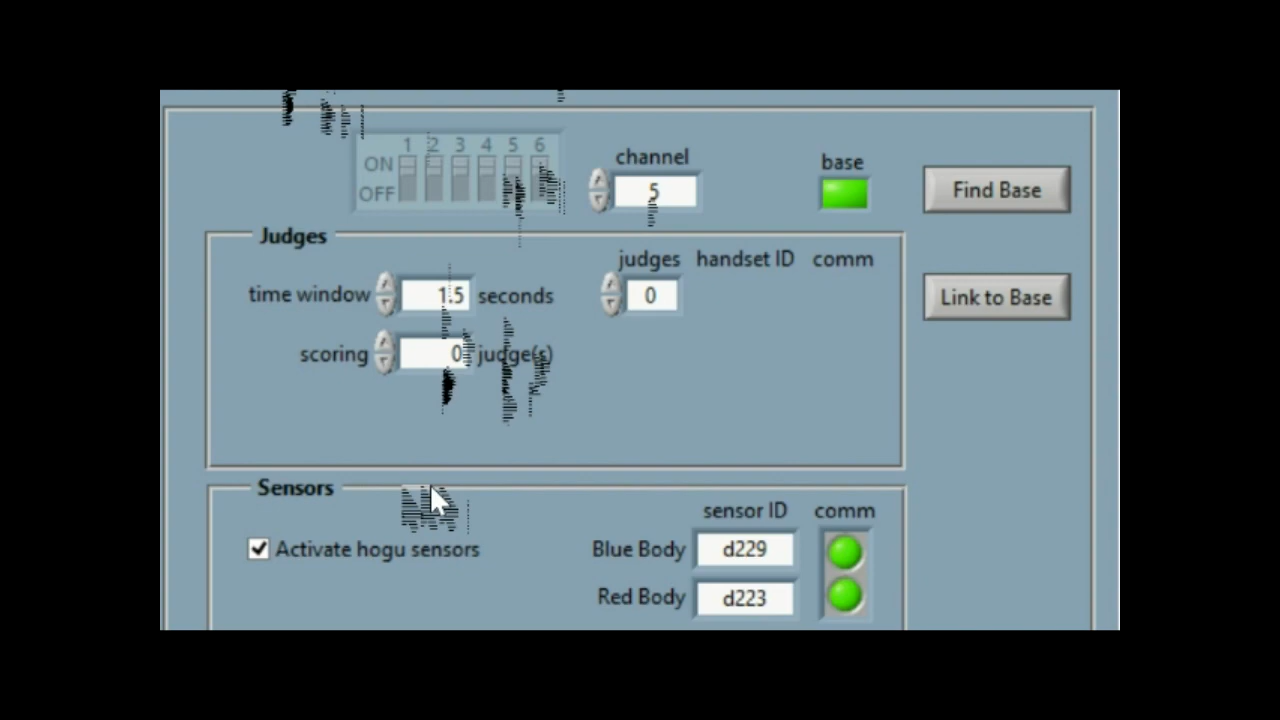 1 2 3 4 5 6
ON
OFF
channel
5
base
Find Base
Judges
time window 1.5 seconds
judges handset ID comm
0
Link to Base
scoring 0 judge(s)
Sensors
sensor ID comm
Activate hogu sensors
Blue Body d229
Red Body d223